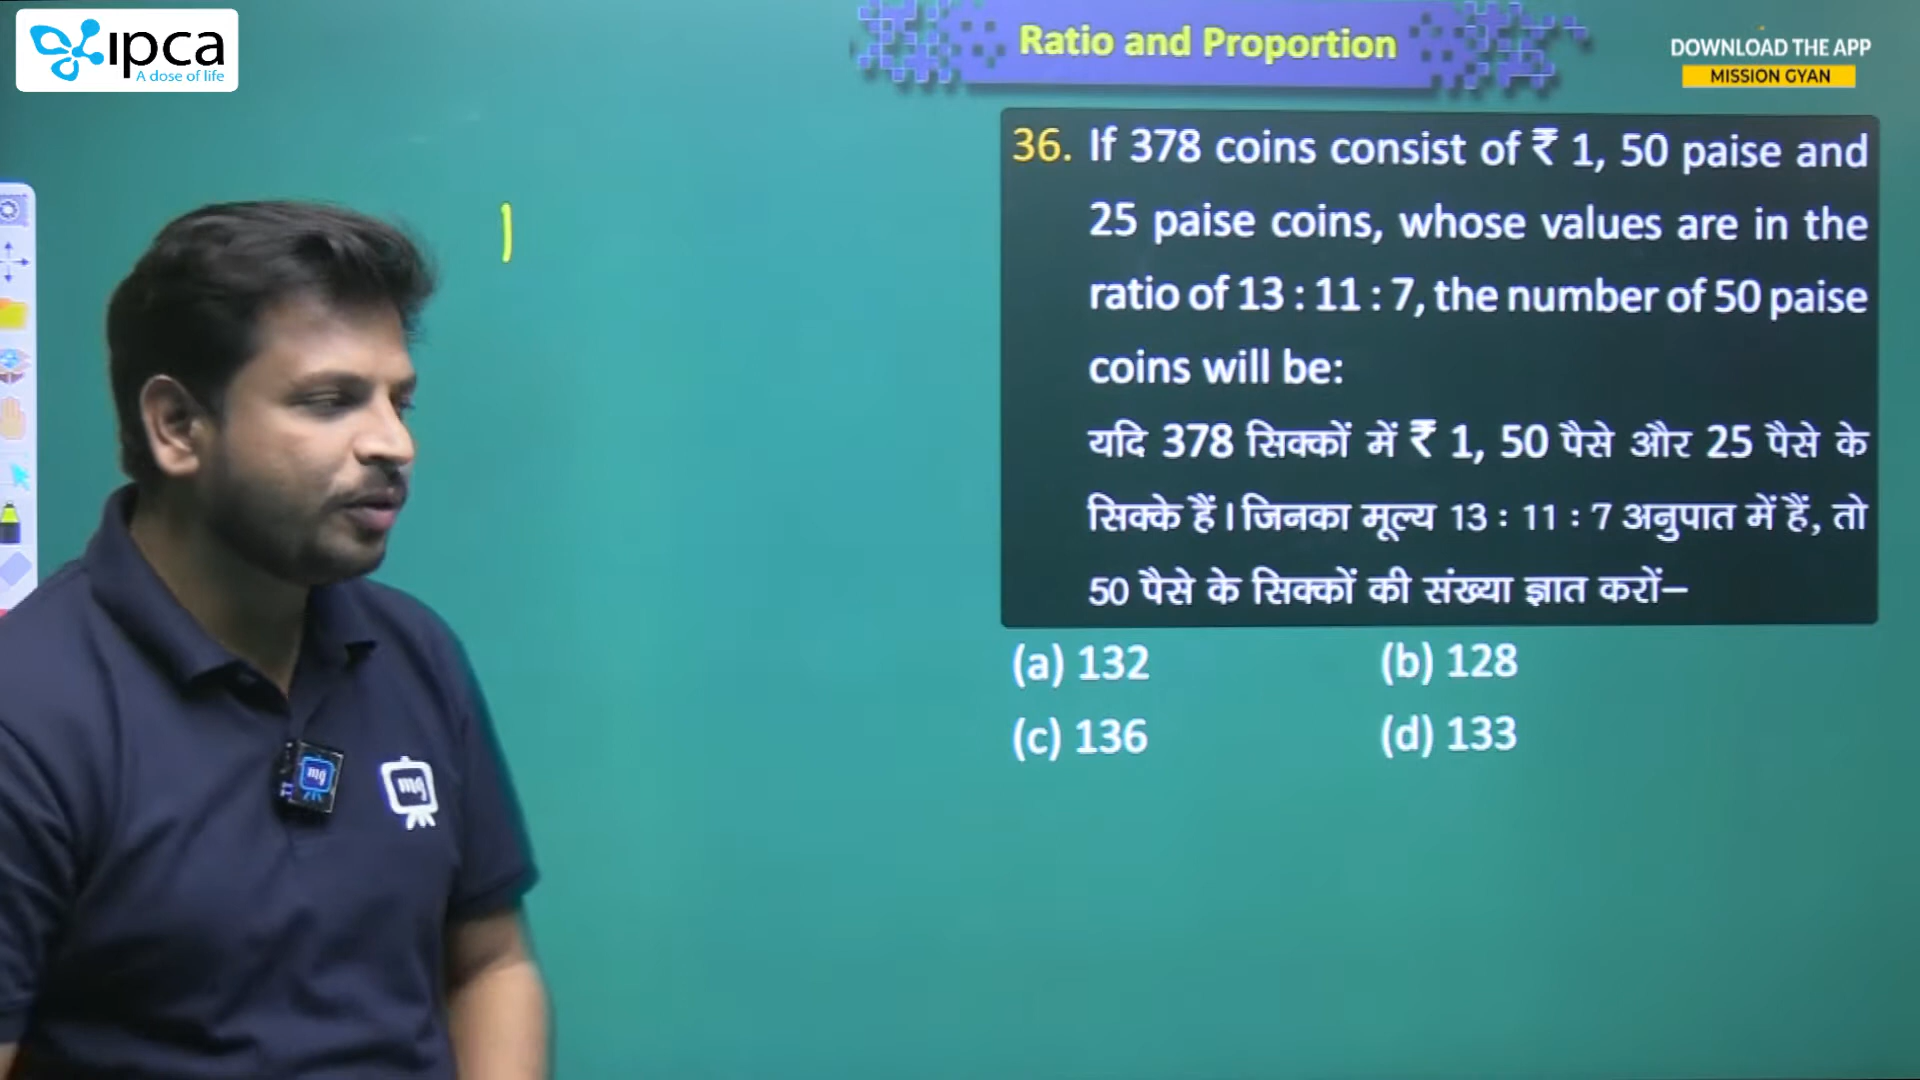 ipca
A dose of life
Ratio and Proportion
DOWNLOAD THE APP
MISSION GYAN
36. If 378 coins consist of ₹ 1, 50 paise and
25 paise coins, whose values are in the
ratio of 13 : 11 : 7, the number of 50 paise
coins will be:
यदि 378 सिक्कों में ₹ 1, 50 पैसे और 25 पैसे के
सिक्के हैं। जिनका मूल्य 13 : 11 : 7 अनुपात में हैं, तो
50 पैसे के सिक्कों की संख्या ज्ञात करों–
(a) 132 (b) 128
(c) 136 (d) 133
mg
mg